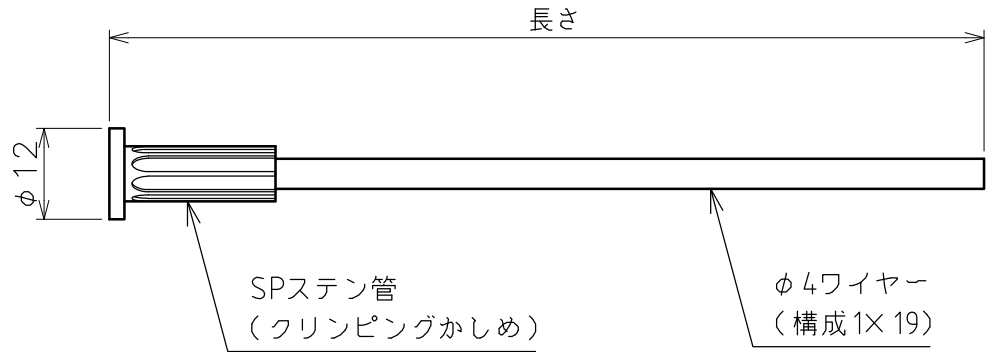 長さ
φ12
SPステン管
（クリンピングかしめ）
φ4ワイヤー
（構成1×19）